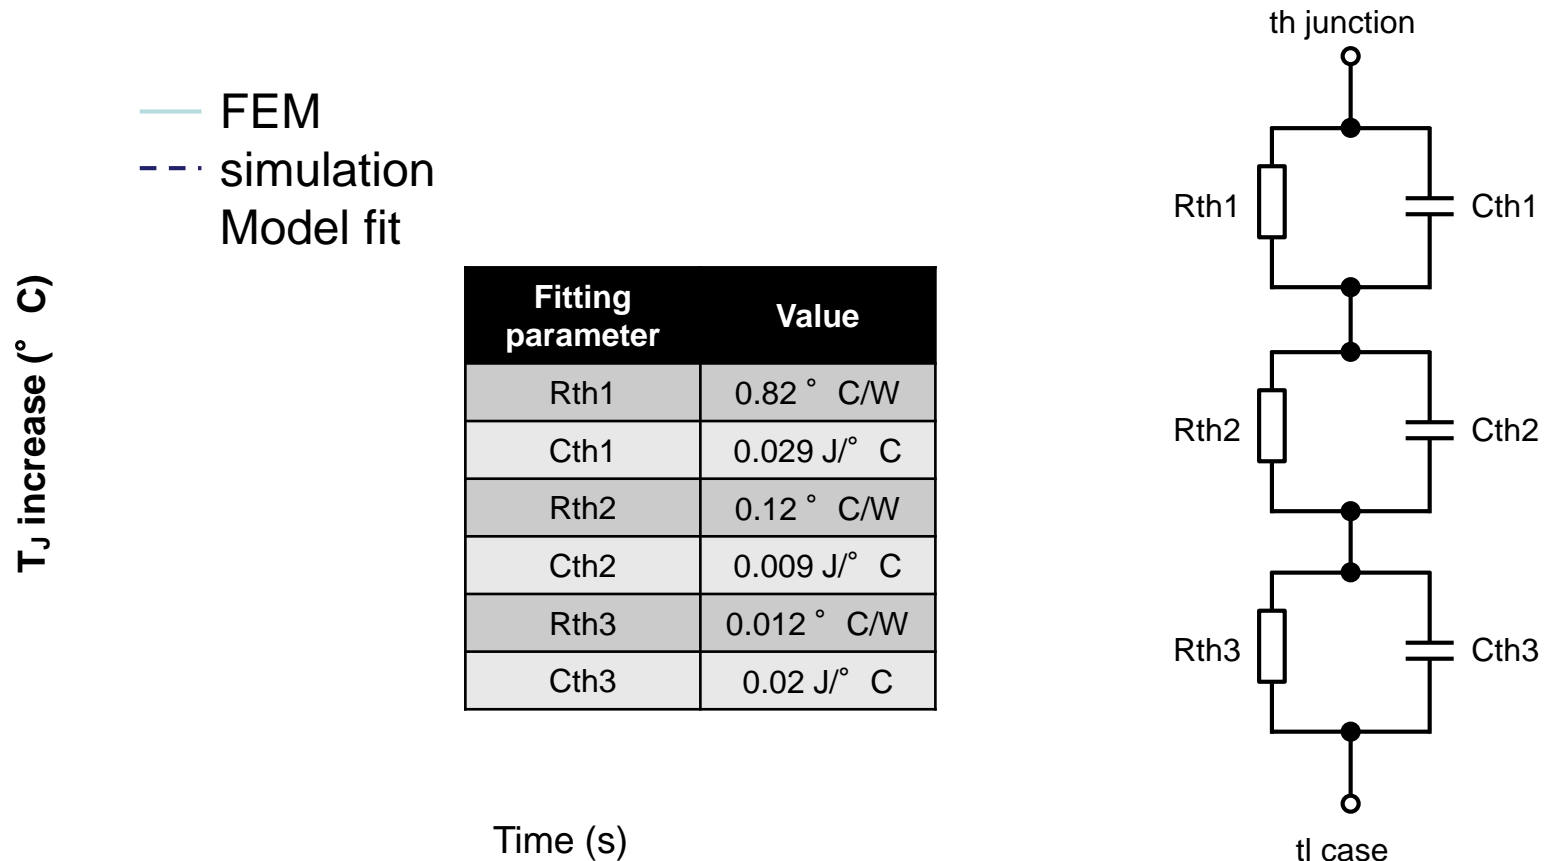 th junction
FEM
simulation
Model fit
Rth1
Cth1
Fitting
parameter
Value
Rth1
0.82 ° C/W
Cth1
0.029 J/° C
Rth2
0.12 ° C/W
Cth2
0.009 J/° C
Rth3
0.012 ° C/W
Cth3
0.02 J/° C
TJ increase (° C)
Rth2
Cth2
Rth3
Cth3
Time (s)
tl case